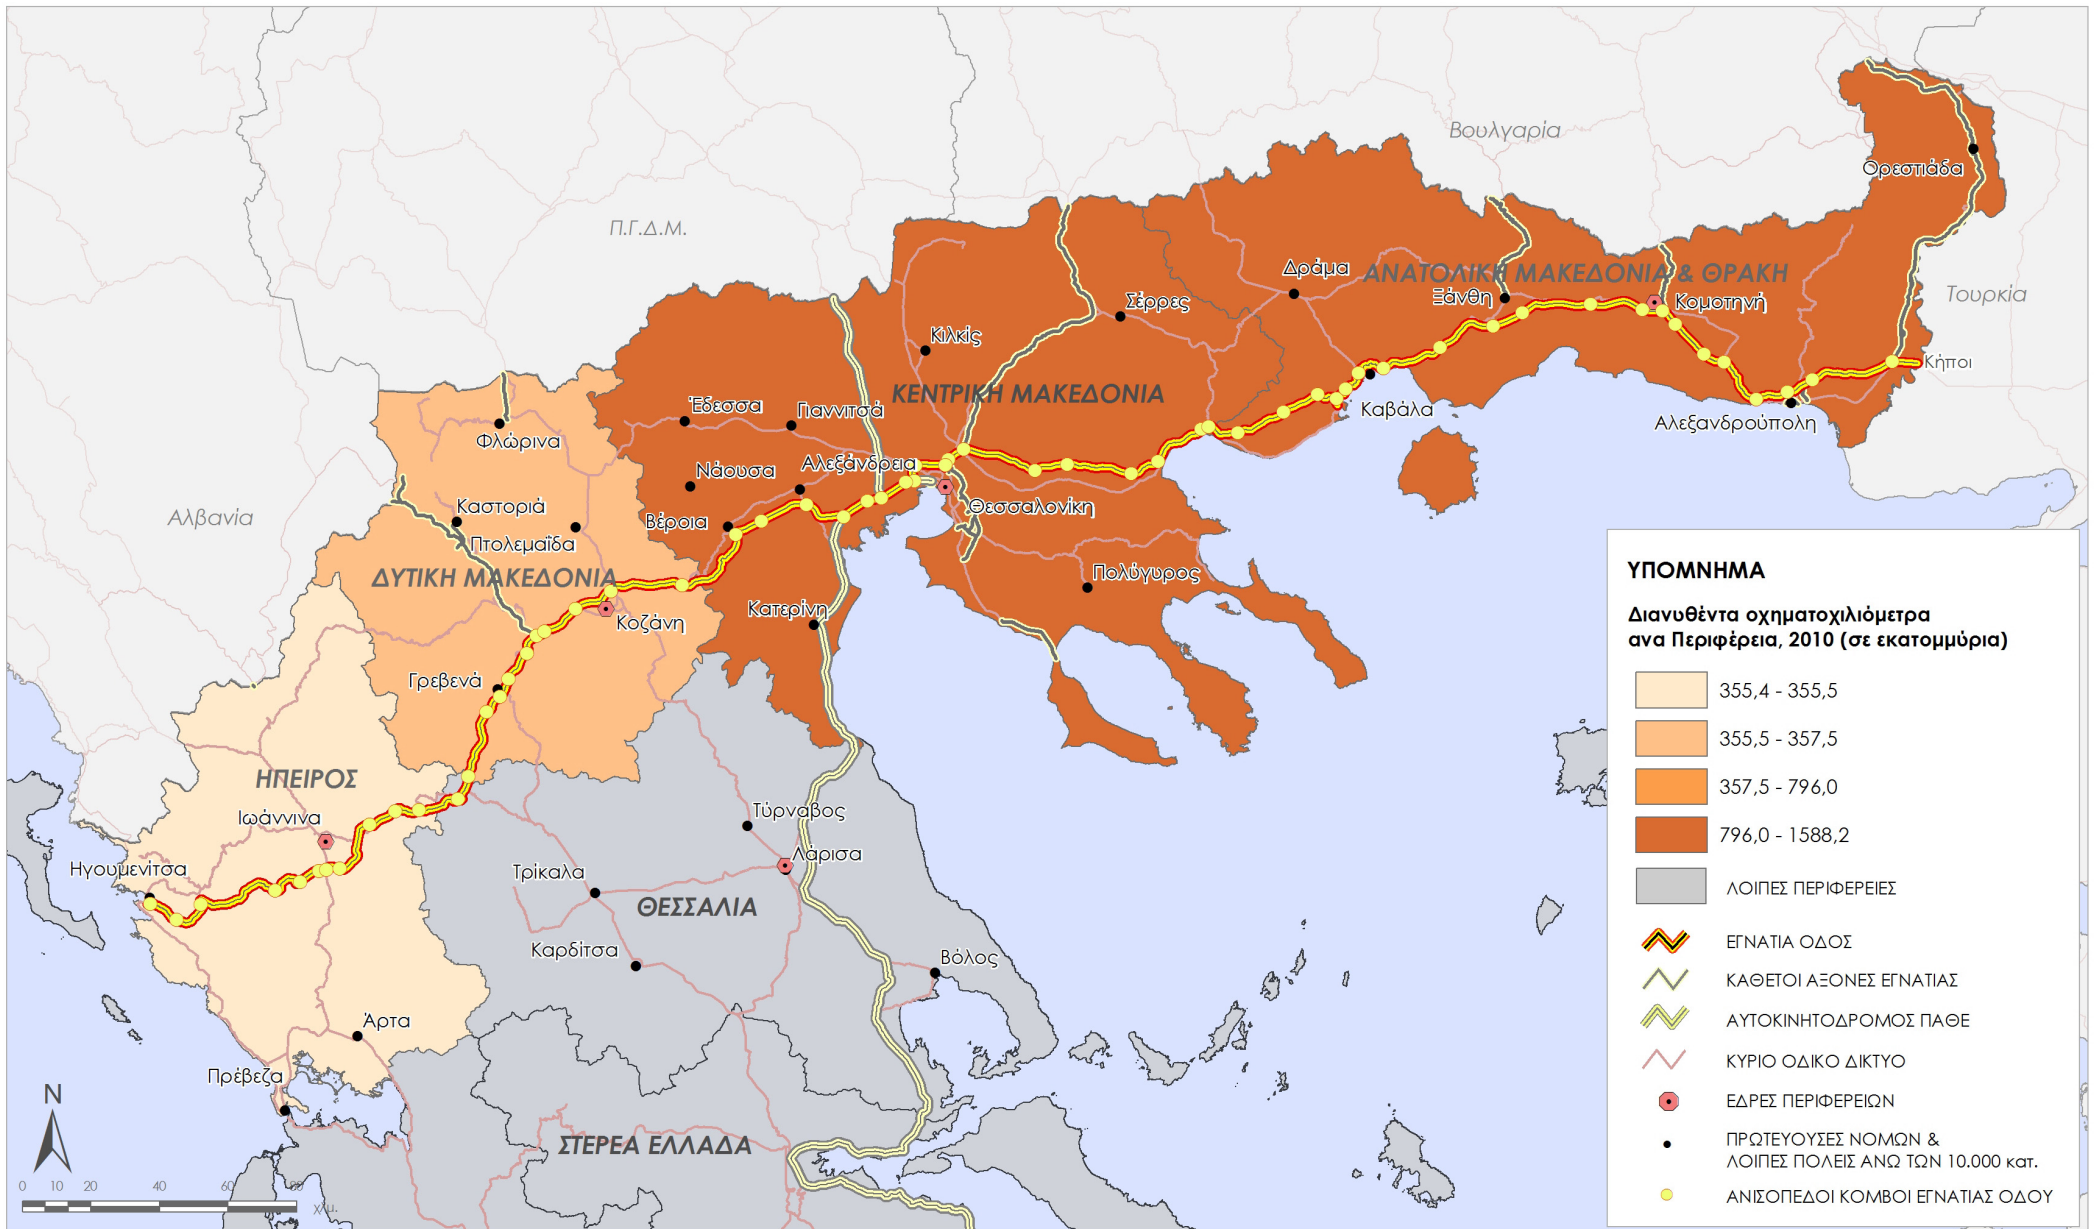 Βουλγαρία
Ορεστιάδα
Π.Γ.Δ.Μ.
Δράμα
ΑΝΑΤΟΛΙΚΗ ΜΑΚΕΔΟΝΙΑ & ΘΡΑΚΗ
Ξάνθη
Κομοτηνή
Τουρκία
Σέρρες
Κιλκίς
Κήποι
ΚΕΝΤΡΙΚΗ ΜΑΚΕΔΟΝΙΑ
Έδεσσα
Γιαννιτσά
Καβάλα
Αλεξανδρούπολη
Φλώρινα
Νάουσα
Αλεξάνδρεια
Καστοριά
Θεσσαλονίκη
Αλβανία
Βέροια
Πτολεμαΐδα
ΔΥΤΙΚΗ ΜΑΚΕΔΟΝΙΑ
Πολύγυρος
Κατερίνη
Κοζάνη
Γρεβενά
ΗΠΕΙΡΟΣ
Ιωάννινα
Τύρναβος
Λάρισα
Ηγουμενίτσα
Τρίκαλα
ΘΕΣΣΑΛΙΑ
Καρδίτσα
Βόλος
Άρτα
Πρέβεζα
ΣΤΕΡΕΑ ΕΛΛΑΔΑ
N
0 10 20 40 60 80
χλμ.
ΥΠΟΜΝΗΜΑ
Διανυθέντα οχηματοχιλιόμετρα
ανα Περιφέρεια, 2010 (σε εκατομμύρια)
355,4 - 355,5
355,5 - 357,5
357,5 - 796,0
796,0 - 1588,2
ΛΟΙΠΕΣ ΠΕΡΙΦΕΡΕΙΕΣ
ΕΓΝΑΤΙΑ ΟΔΟΣ
ΚΑΘΕΤΟΙ ΑΞΟΝΕΣ ΕΓΝΑΤΙΑΣ
ΑΥΤΟΚΙΝΗΤΟΔΡΟΜΟΣ ΠΑΘΕ
ΚΥΡΙΟ ΟΔΙΚΟ ΔΙΚΤΥΟ
ΕΔΡΕΣ ΠΕΡΙΦΕΡΕΙΩΝ
ΠΡΩΤΕΥΟΥΣΕΣ ΝΟΜΩΝ &
ΛΟΙΠΕΣ ΠΟΛΕΙΣ ΑΝΩ ΤΩΝ 10.000 κατ.
ΑΝΙΣΟΠΕΔΟΙ ΚΟΜΒΟΙ ΕΓΝΑΤΙΑΣ ΟΔΟΥ